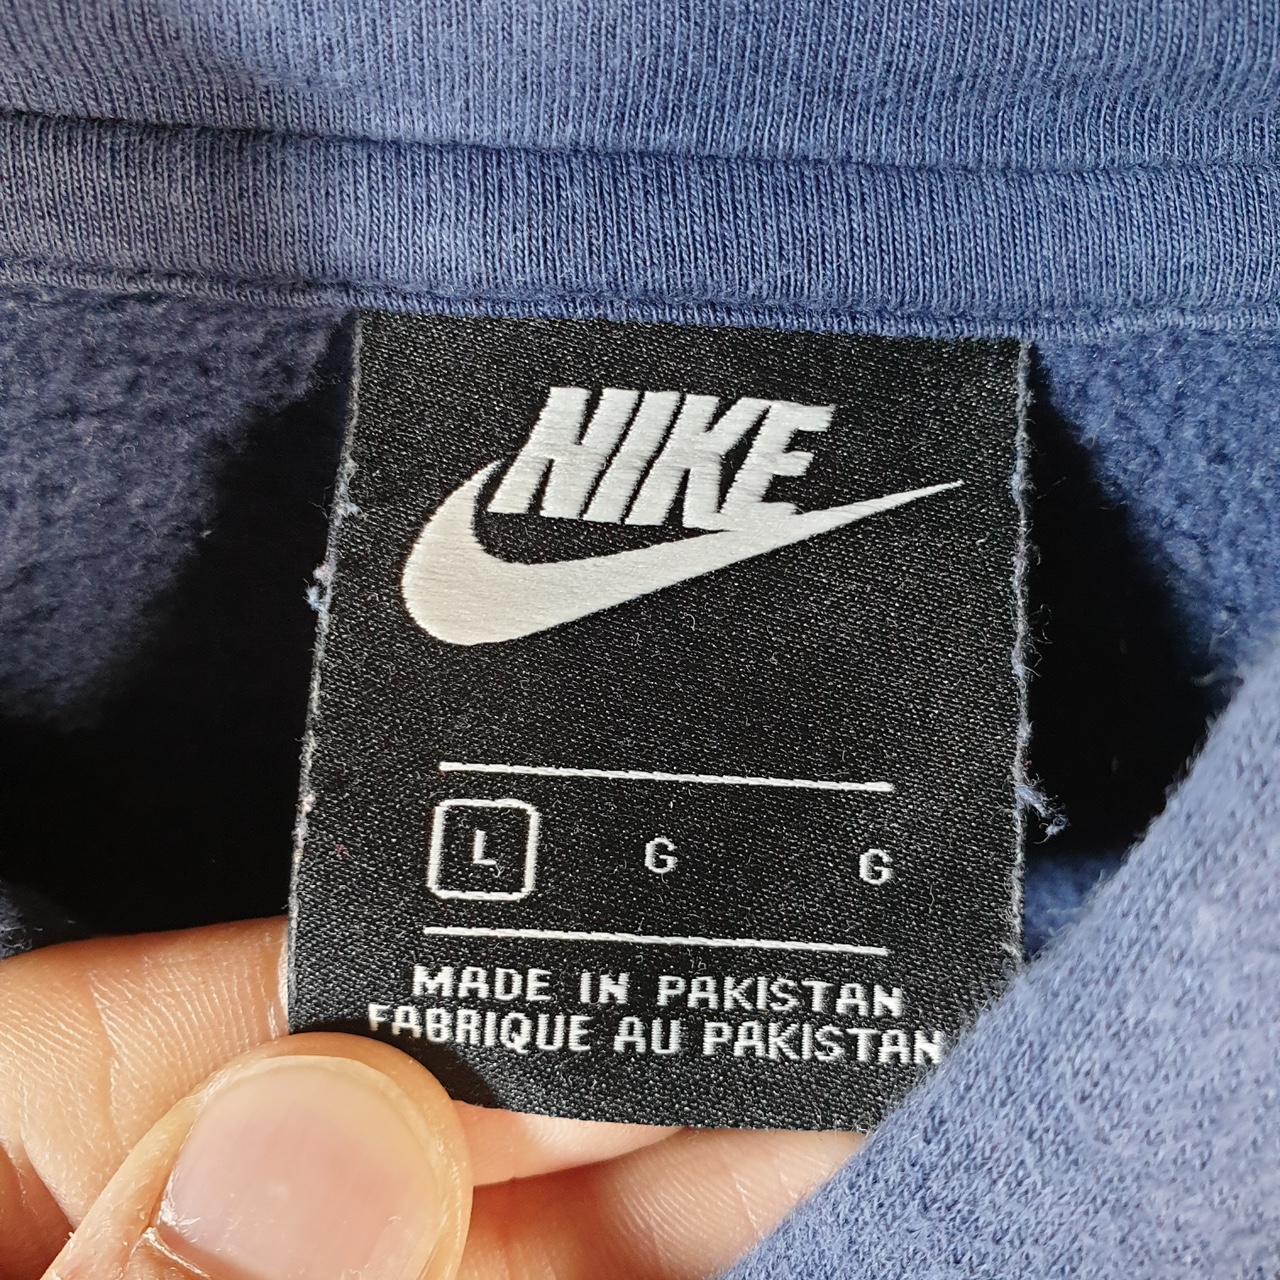 NIKE
L G G
MADE IN PAKISTAN
FABRIQUE AU PAKISTAN